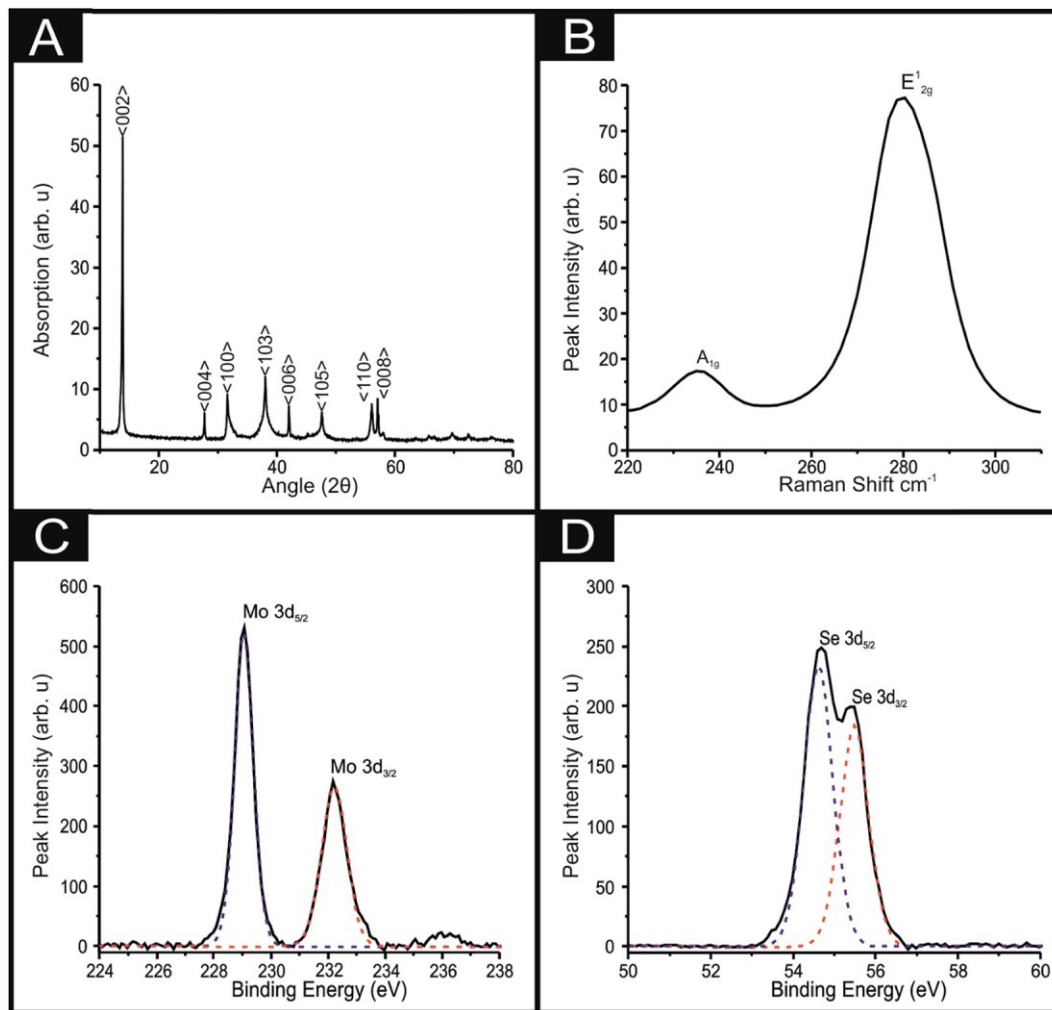 A
60
50
40
30
20
10
0
Absorption (arb. u)
<002>
<004>
<100>
<103>
<006>
<105>
<110>
<008>
20 40 60 80
Angle (2θ)
B
80
70
60
50
40
30
20
10
0
Peak Intensity (arb. u)
A1g
E¹2g
220 240 260 280 300
Raman Shift cm⁻¹
C
600
500
400
300
200
100
0
Peak Intensity (arb. u)
Mo 3d5/2
Mo 3d3/2
224 226 228 230 232 234 236 238
Binding Energy (eV)
D
300
250
200
150
100
50
0
Peak Intensity (arb. u)
Se 3d5/2
Se 3d3/2
50 52 54 56 58 60
Binding Energy (eV)